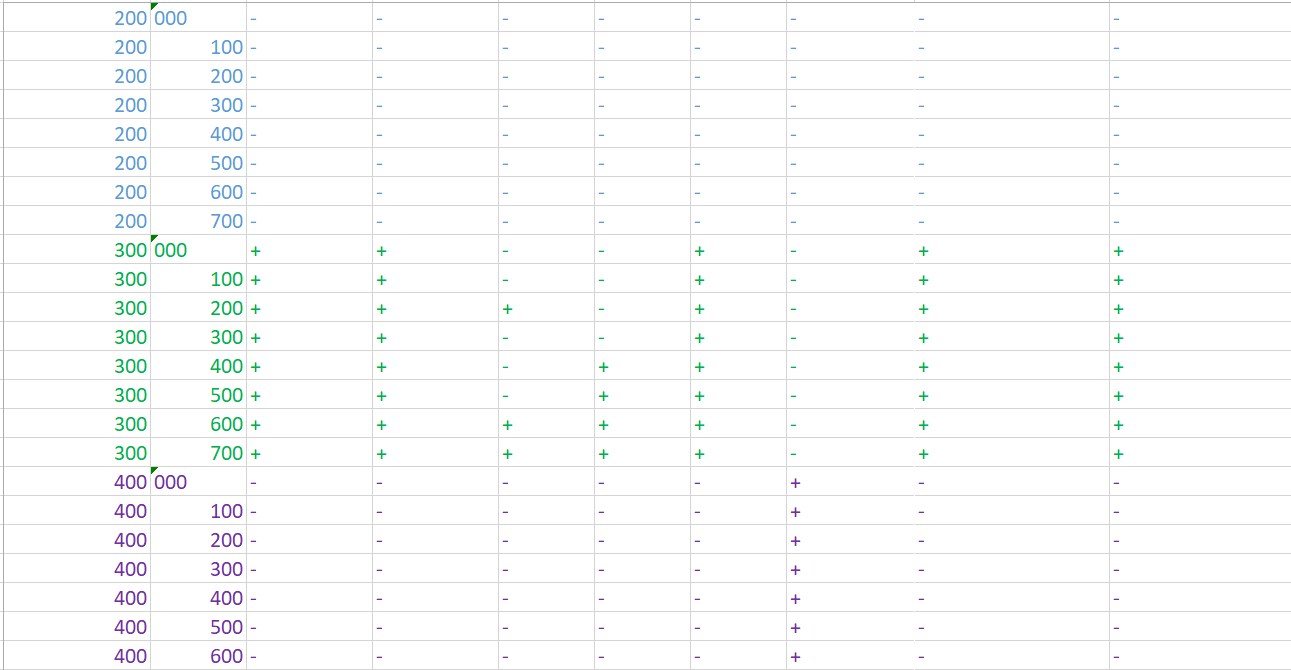 200 000 - - - - - - - -
200 100 - - - - - - - -
200 200 - - - - - - - -
200 300 - - - - - - - -
200 400 - - - - - - - -
200 500 - - - - - - - -
200 600 - - - - - - - -
200 700 - - - - - - - -
300 000 + + - - + - + +
300 100 + + - - + - + +
300 200 + + + - + - + +
300 300 + + - - + - + +
300 400 + + - + + - + +
300 500 + + - + + - + +
300 600 + + + + + - + +
300 700 + + + + + - + +
400 000 - - - - - + - -
400 100 - - - - - + - -
400 200 - - - - - + - -
400 300 - - - - - + - -
400 400 - - - - - + - -
400 500 - - - - - + - -
400 600 - - - - - + - -